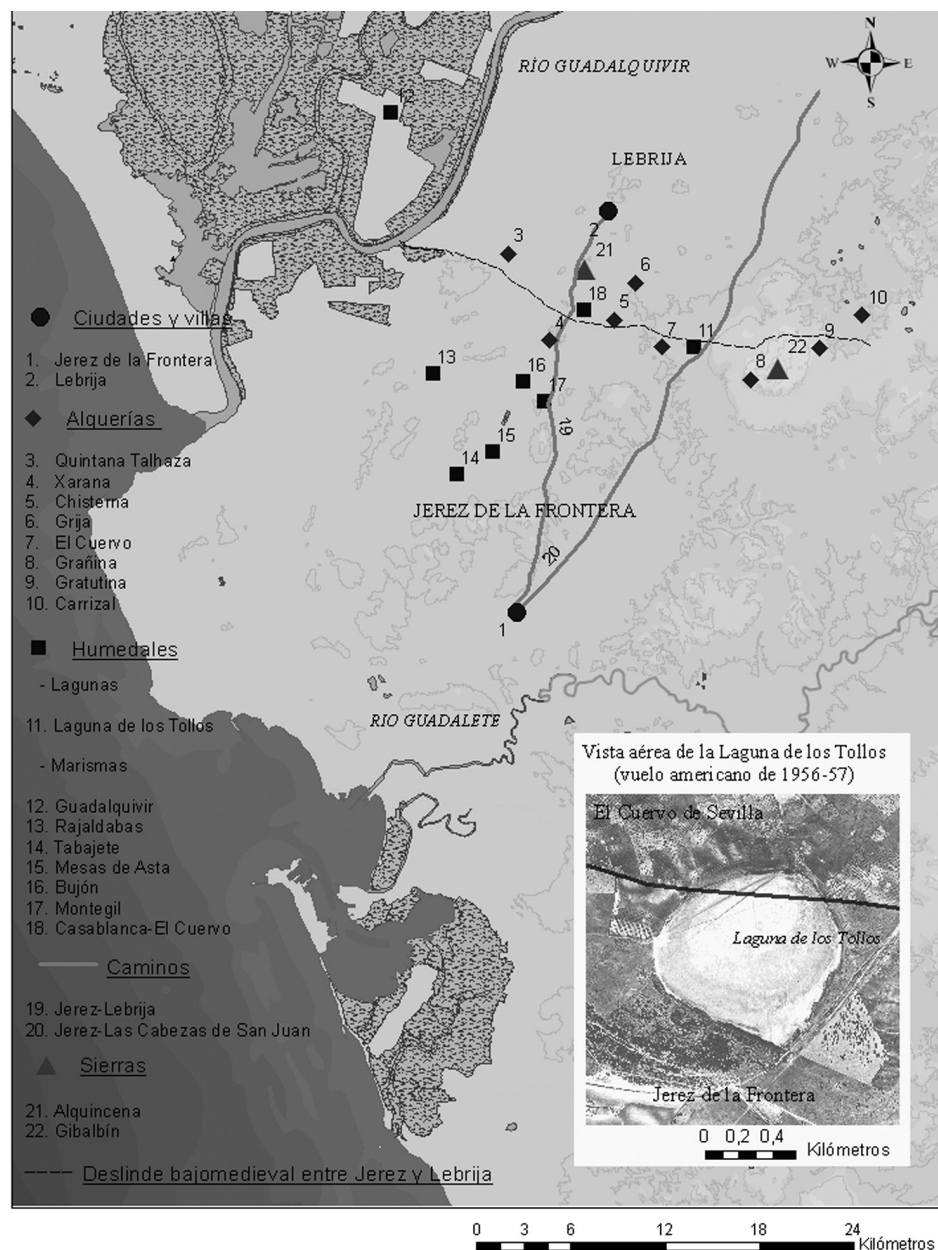 N
W E
S
RÍO GUADALQUIVIR
12
LEBRIJA
2
3
21
6
18
5
10
4
7
11
9
22
8
13
16
17
19
15
14
JEREZ DE LA FRONTERA
20
1
RIO GUADALETE
Ciudades y villas
1. Jerez de la Frontera
2. Lebrija
Alquerías
3. Quintana Talhaza
4. Xarana
5. Chisterna
6. Grija
7. El Cuervo
8. Grañina
9. Gratutina
10. Carrizal
Humedales
- Lagunas
11. Laguna de los Tollos
- Marismas
12. Guadalquivir
13. Rajaldabas
14. Tabajete
15. Mesas de Asta
16. Bujón
17. Montegil
18. Casablanca-El Cuervo
Caminos
19. Jerez-Lebrija
20. Jerez-Las Cabezas de San Juan
Sierras
21. Alquincena
22. Gibalbín
Deslinde bajomedieval entre Jerez y Lebrija
Vista aérea de la Laguna de los Tollos
(vuelo americano de 1956-57)
El Cuervo de Sevilla
Laguna de los Tollos
Jerez de la Frontera
0 0,2 0,4
Kilómetros
0 3 6 12 18 24
Kilómetros